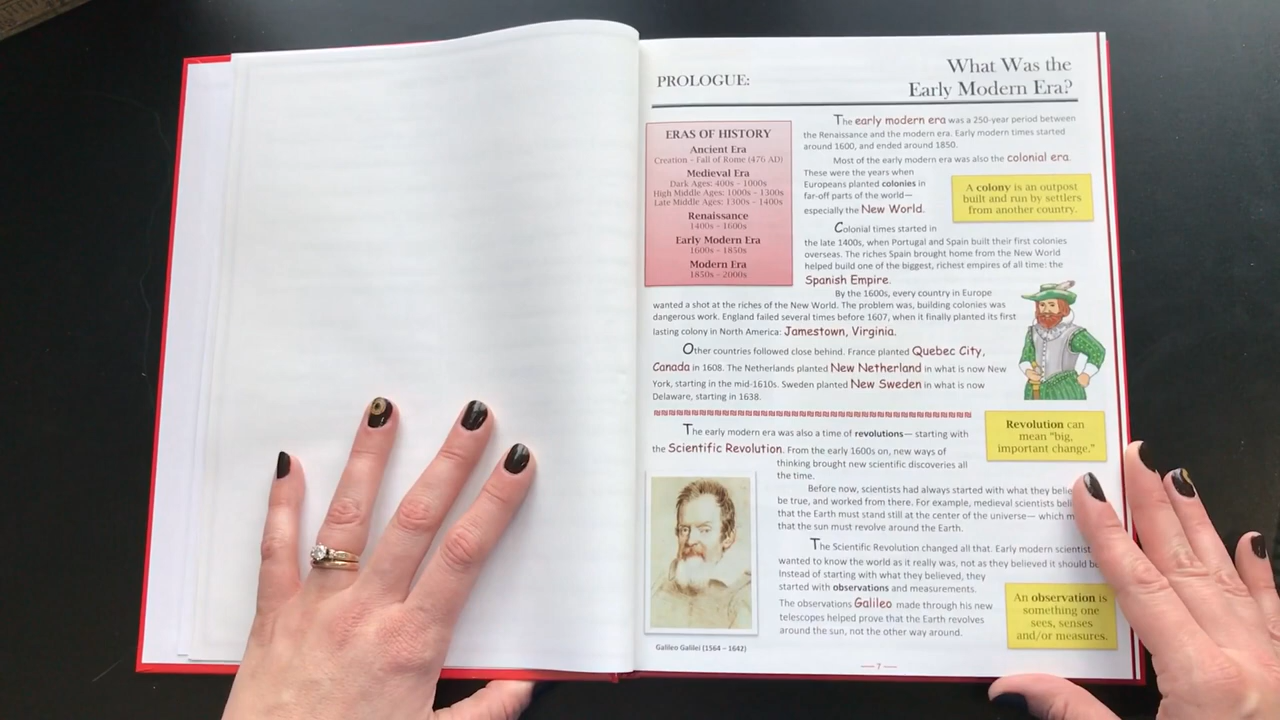 PROLOGUE:
What Was the
Early Modern Era?
ERAS OF HISTORY
Ancient Era
Creation – Fall of Rome (476 AD)
Medieval Era
Dark Ages: 400s – 1000s
High Middle Ages: 1000s – 1300s
Late Middle Ages: 1300s – 1400s
Renaissance
1400s – 1600s
Early Modern Era
1600s – 1850s
Modern Era
1850s – 2000s
The early modern era was a 250-year period between
the Renaissance and the modern era. Early modern times started
around 1600, and ended around 1850.
Most of the early modern era was also the colonial era.
These were the years when
Europeans planted colonies in
far-off parts of the world—
especially the New World.
A colony is an outpost
built and run by settlers
from another country.
Colonial times started in
the late 1400s, when Portugal and Spain built their first colonies
overseas. The riches Spain brought home from the New World
helped build one of the biggest, richest empires of all time: the
Spanish Empire.
By the 1600s, every country in Europe
wanted a shot at the riches of the New World. The problem was, building colonies was
dangerous work. England failed several times before 1607, when it finally planted its first
lasting colony in North America: Jamestown, Virginia.
Other countries followed close behind. France planted Quebec City,
Canada in 1608. The Netherlands planted New Netherland in what is now New
York, starting in the mid-1610s. Sweden planted New Sweden in what is now
Delaware, starting in 1638.
The early modern era was also a time of revolutions— starting with
the Scientific Revolution. From the early 1600s on, new ways of
thinking brought new scientific discoveries all
the time.
Revolution can
mean "big,
important change."
Before now, scientists had always started with what they belie
be true, and worked from there. For example, medieval scientists beli
that the Earth must stand still at the center of the universe— which m
that the sun must revolve around the Earth.
The Scientific Revolution changed all that. Early modern scientist
wanted to know the world as it really was, not as they believed it should be
Instead of starting with what they believed, they
started with observations and measurements.
The observations Galileo made through his new
telescopes helped prove that the Earth revolves
around the sun, not the other way around.
An observation is
something one
sees, senses
and/or measures.
Galileo Galilei (1564 – 1642)
7